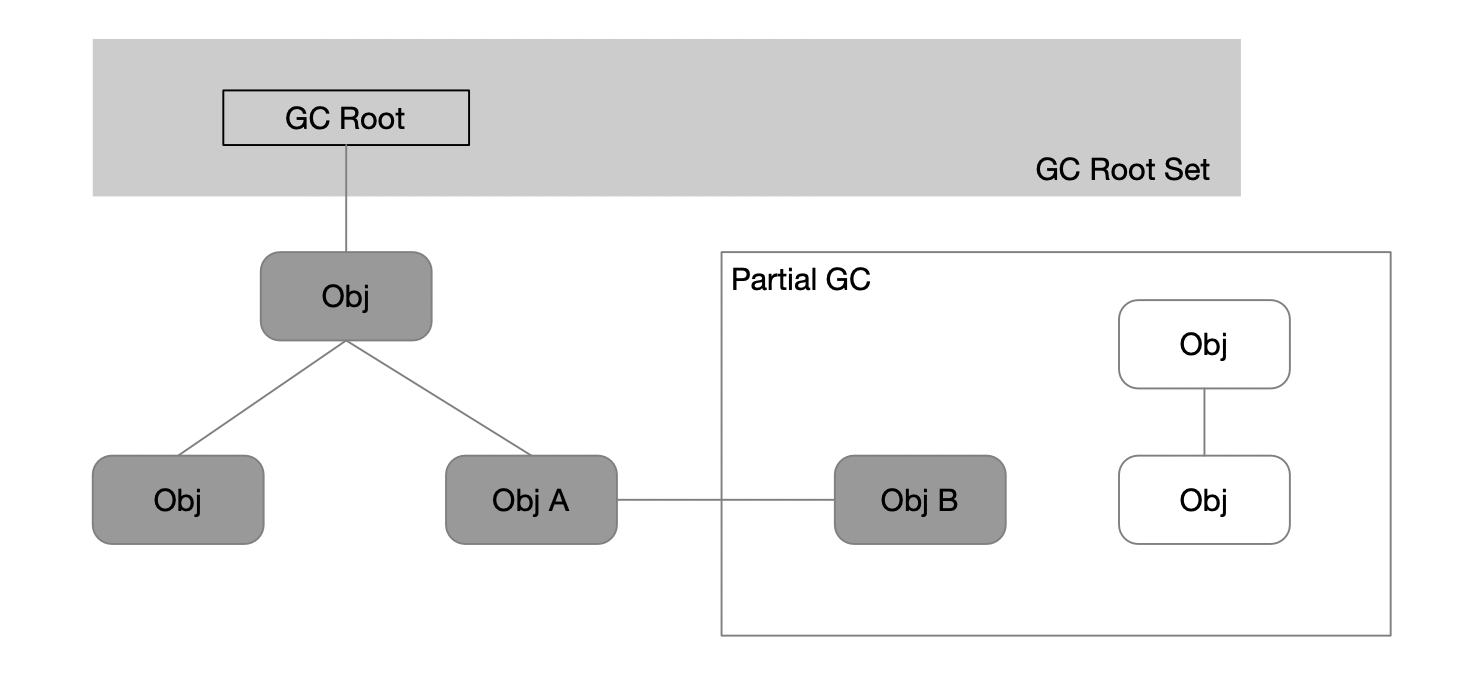 GC Root
GC Root Set
Obj
Partial GC
Obj
Obj
Obj A
Obj B
Obj